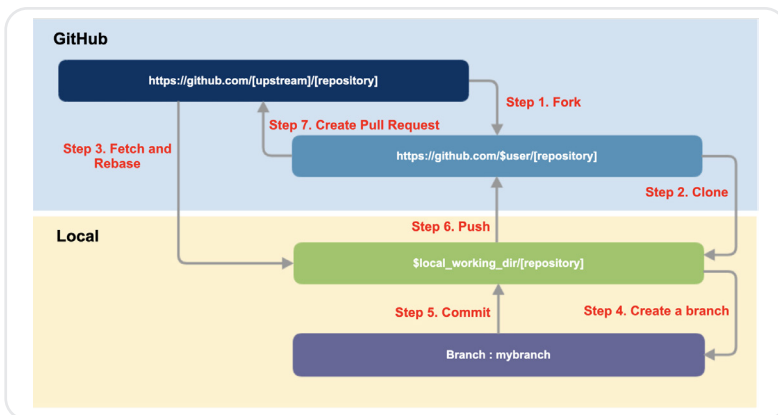 GitHub
https://github.com/[upstream]/[repository]
Step 1. Fork
Step 7. Create Pull Request
Step 3. Fetch and
Rebase
https://github.com/$user/[repository]
Step 2. Clone
Step 6. Push
Local
$local_working_dir/[repository]
Step 5. Commit
Step 4. Create a branch
Branch : mybranch